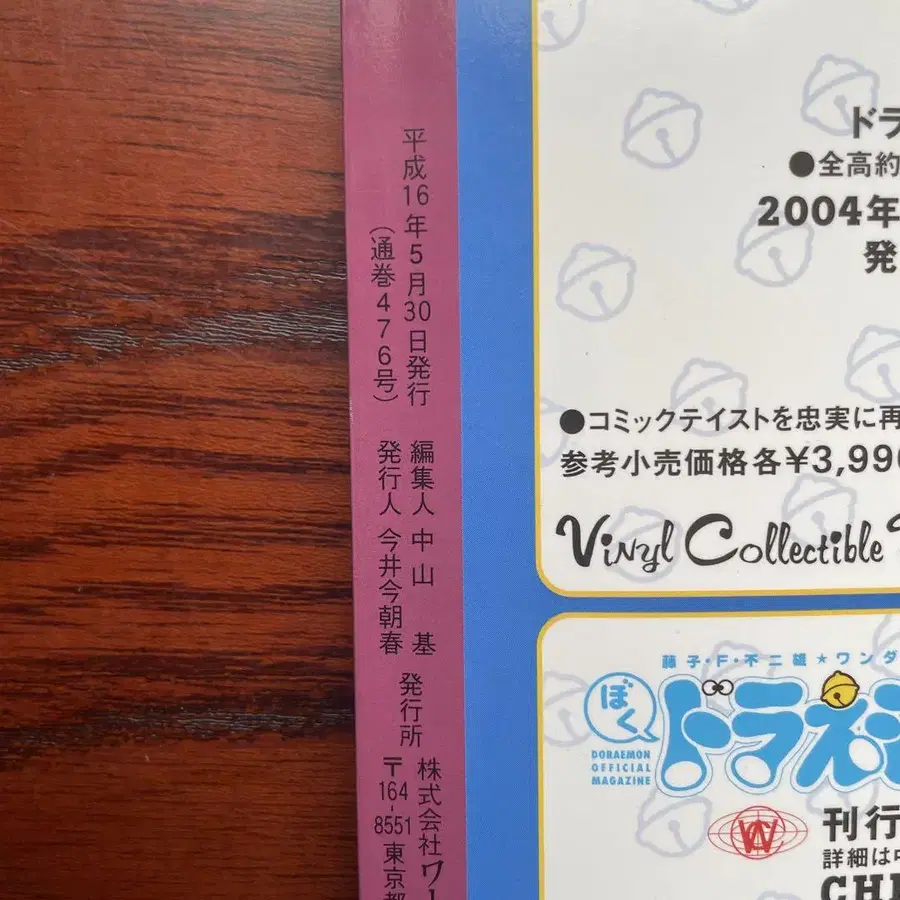 平成16年5月30日発行
(通巻476号)
編集人 中山 基
発行人 今井今朝春
発行所
株式会社ワー
〒164-8551 東京都
ドラ
●全高約
2004年
発
●コミックテイストを忠実に再
参考小売価格各¥3,990
Vinyl Collectible
藤子・F・不二雄★ワンダ
ぼく
ドラえ
DORAEMON
OFFICIAL
MAGAZINE
刊行
詳細は
CH